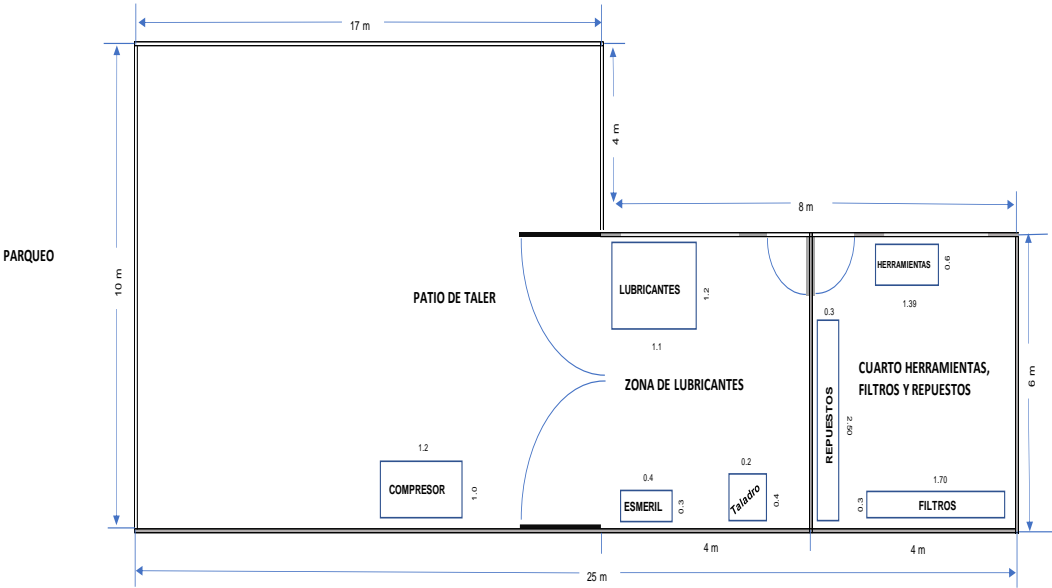 17 m
4 m
8 m
PARQUEO
10 m
PATIO DE TALER
LUBRICANTES
1.2
1.1
HERRAMIENTAS
0.6
1.39
0.3
ZONA DE LUBRICANTES
CUARTO HERRAMIENTAS,
FILTROS Y REPUESTOS
6 m
REPUESTOS
2.50
1.2
COMPRESOR
1.0
0.4
ESMERIL
0.3
0.2
Taladro
0.4
1.70
0.3
FILTROS
4 m
4 m
25 m